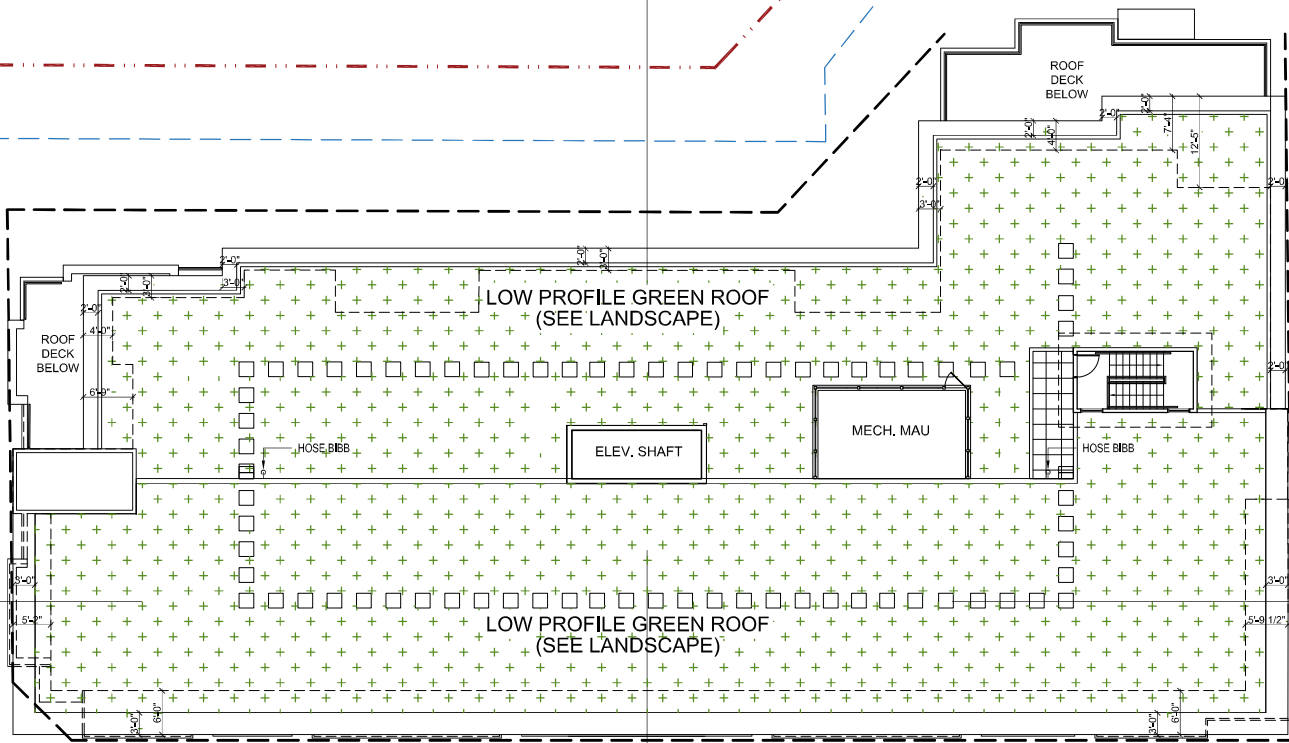 ROOF
DECK
BELOW
2'-0"
2'-0"
7'-4"
2'-0"
4'-0"
12'-5"
2'-0"
2'-0"
3'-0"
2'-0"
3'-0"
2'-0"
3'-0"
2'-0"
3'-0"
LOW PROFILE GREEN ROOF
(SEE LANDSCAPE)
2'-0"
4'-0"
ROOF
DECK
BELOW
2'-0"
6'-9"
MECH. MAU
ELEV. SHAFT
HOSE BIBB
HOSE BIBB
3'-0"
3'-0"
5'-2"
5'-9 1/2"
LOW PROFILE GREEN ROOF
(SEE LANDSCAPE)
3'-0"
6'-0"
3'-0"
6'-0"